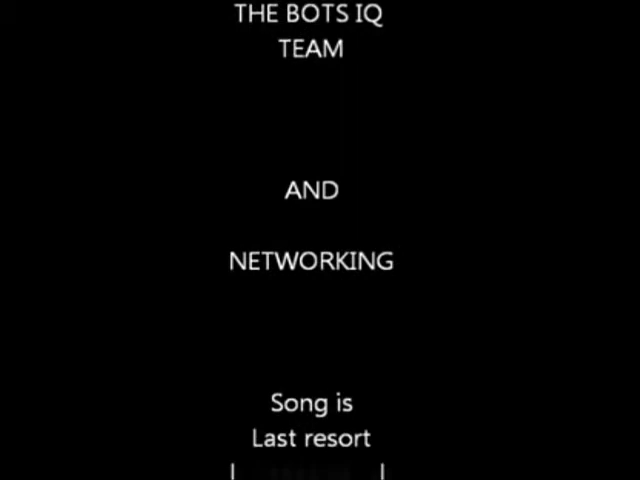 THE BOTS IQ
TEAM
AND
NETWORKING
Song is
Last resort